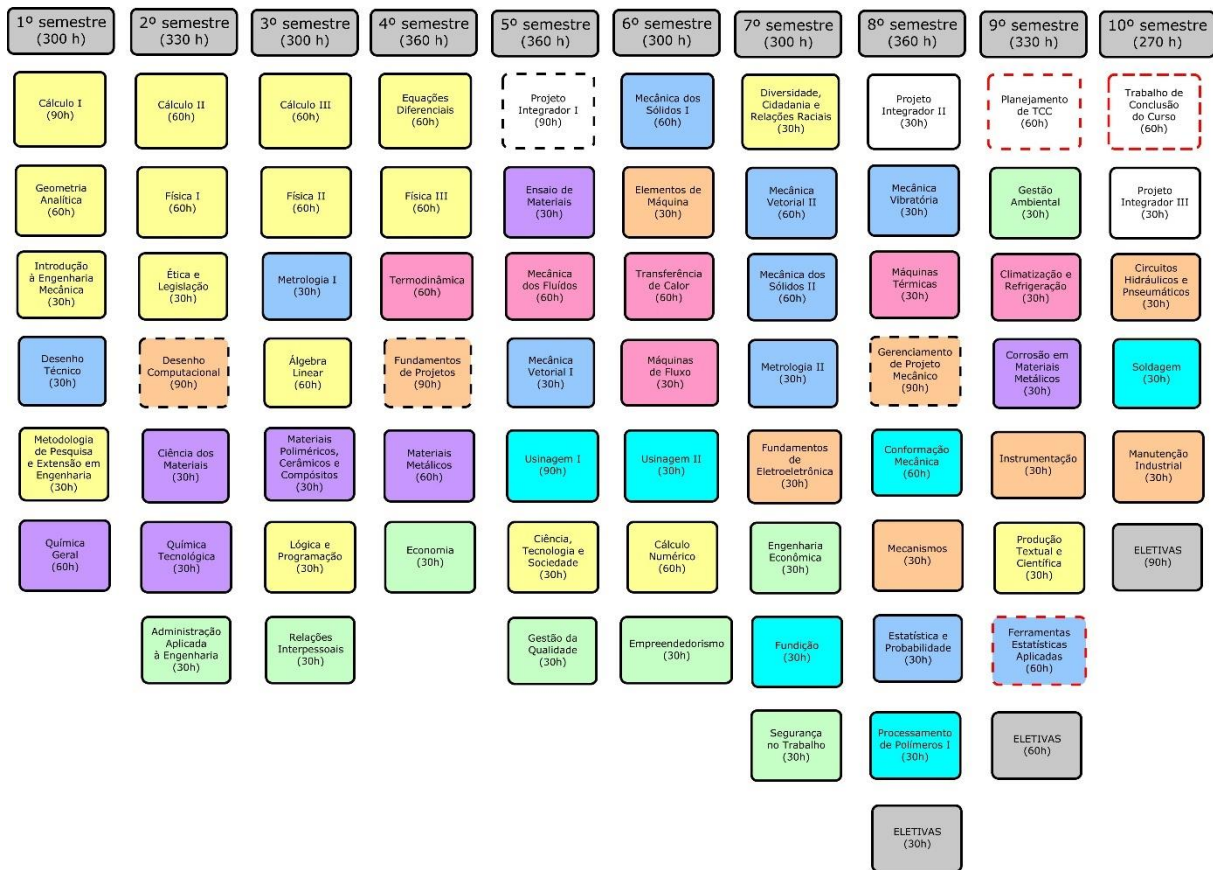 1º semestre
(300 h)
2º semestre
(330 h)
3º semestre
(300 h)
4º semestre
(360 h)
5º semestre
(360 h)
6º semestre
(300 h)
7º semestre
(300 h)
8º semestre
(360 h)
9º semestre
(330 h)
10º semestre
(270 h)
Cálculo I
(90h)
Cálculo II
(60h)
Cálculo III
(60h)
Equações
Diferenciais
(60h)
Projeto
Integrador I
(90h)
Mecânica dos
Sólidos I
(60h)
Diversidade,
Cidadania e
Relações Raciais
(30h)
Projeto
Integrador II
(30h)
Planejamento
de TCC
(60h)
Trabalho de
Conclusão
do Curso
(60h)
Geometria
Analítica
(60h)
Física I
(60h)
Física II
(60h)
Física III
(60h)
Ensaio de
Materiais
(30h)
Elementos de
Máquina
(30h)
Mecânica
Vetorial II
(60h)
Mecânica
Vibratória
(30h)
Gestão
Ambiental
(30h)
Projeto
Integrador III
(30h)
Introdução
à Engenharia
Mecânica
(30h)
Ética e
Legislação
(30h)
Metrologia I
(30h)
Termodinâmica
(60h)
Mecânica
dos Fluídos
(60h)
Transferência
de Calor
(60h)
Mecânica dos
Sólidos II
(60h)
Máquinas
Térmicas
(30h)
Climatização e
Refrigeração
(30h)
Circuitos
Hidráulicos e
Pnseumáticos
(30h)
Desenho
Técnico
(30h)
Desenho
Computacional
(90h)
Álgebra
Linear
(60h)
Fundamentos
de Projetos
(90h)
Mecânica
Vetorial I
(30h)
Máquinas
de Fluxo
(30h)
Metrologia II
(30h)
Gerenciamento
de Projeto
Mecânico
(90h)
Corrosão em
Materiais
Metálicos
(30h)
Soldagem
(30h)
Metodologia
de Pesquisa
e Extensão em
Engenharia
(30h)
Ciência dos
Materiais
(30h)
Materiais
Poliméricos,
Cerâmicos e
Compósitos
(30h)
Materiais
Metálicos
(60h)
Usinagem I
(90h)
Usinagem II
(30h)
Fundamentos
de
Eletroeletrônica
(30h)
Conformação
Mecânica
(60h)
Instrumentação
(30h)
Manutenção
Industrial
(30h)
Química
Geral
(60h)
Química
Tecnológica
(30h)
Lógica e
Programação
(30h)
Economia
(30h)
Ciência,
Tecnologia e
Sociedade
(30h)
Cálculo
Numérico
(60h)
Engenharia
Econômica
(30h)
Mecanismos
(30h)
Produção
Textual e
Científica
(30h)
ELETIVAS
(90h)
Administração
Aplicada
à Engenharia
(30h)
Relações
Interpessoais
(30h)
Gestão da
Qualidade
(30h)
Empreendedorismo
(30h)
Fundição
(30h)
Estatística e
Probabilidade
(30h)
Ferramentas
Estatísticas
Aplicadas
(60h)
Segurança
no Trabalho
(30h)
Processamento
de Polímeros I
(30h)
ELETIVAS
(60h)
ELETIVAS
(30h)